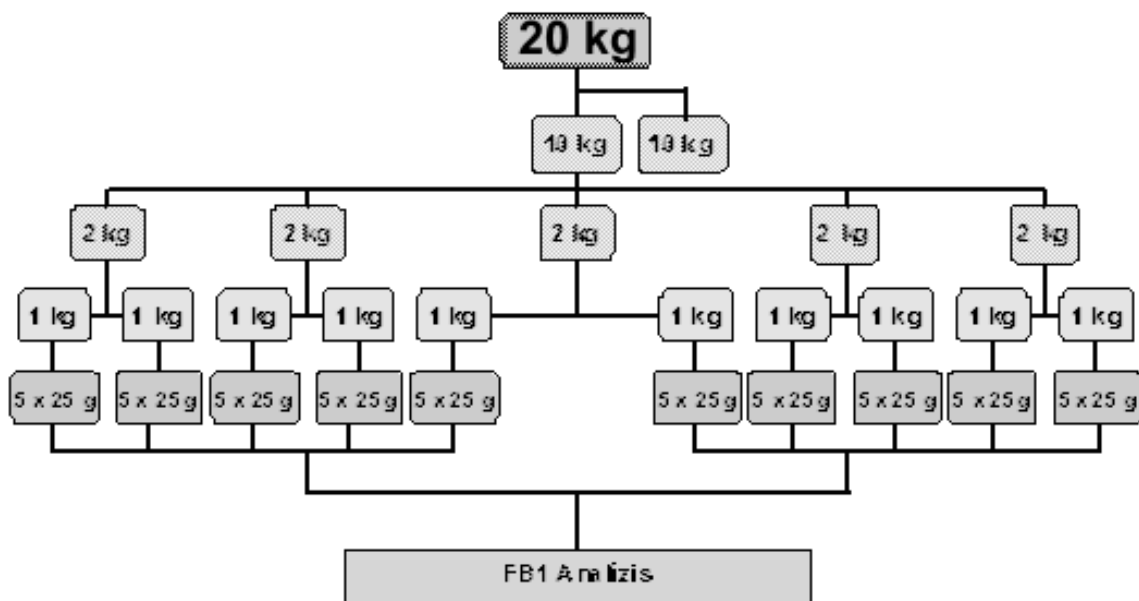 20 kg
10 kg 10 kg
2 kg 2 kg 2 kg 2 kg 2 kg
1 kg 1 kg 1 kg 1 kg 1 kg 1 kg 1 kg 1 kg 1 kg 1 kg
5 x 25 g 5 x 25 g 5 x 25 g 5 x 25 g 5 x 25 g 5 x 25 g 5 x 25 g 5 x 25 g 5 x 25 g 5 x 25 g
FB1 Analízis